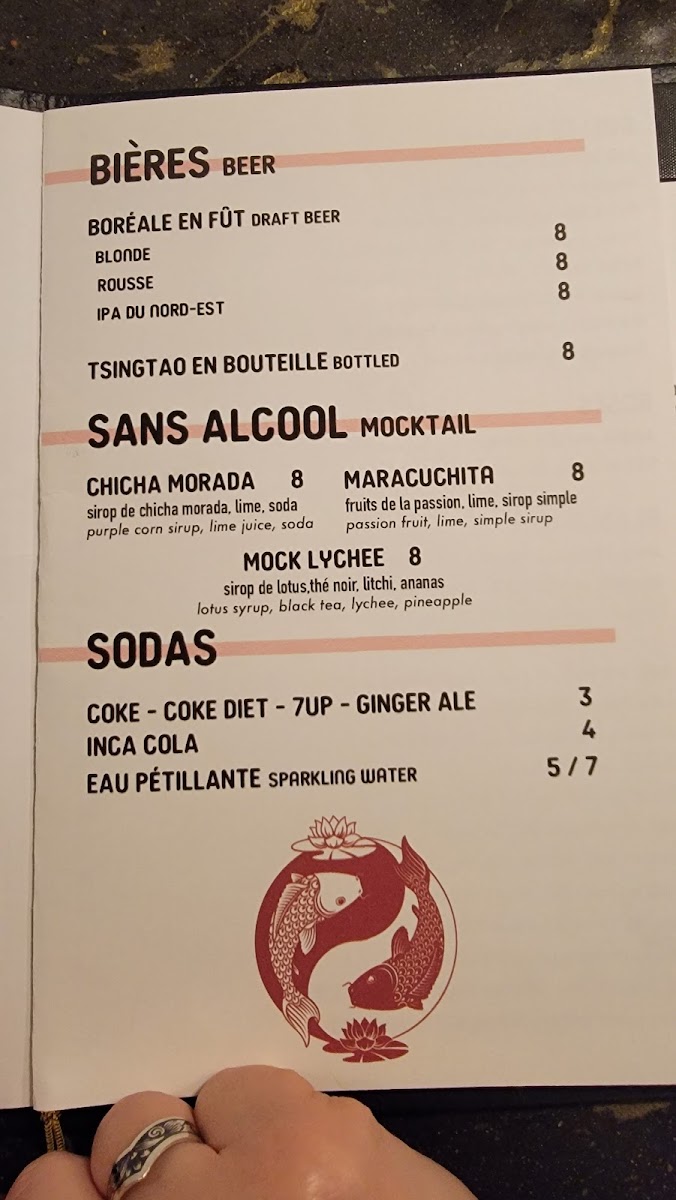 BIÈRES BEER
BORÉALE EN FÛT DRAFT BEER
BLONDE 8
ROUSSE 8
IPA DU NORD-EST 8
TSINGTAO EN BOUTEILLE BOTTLED 8
SANS ALCOOL MOCKTAIL
CHICHA MORADA 8
sirop de chicha morada, lime, soda
purple corn sirup, lime juice, soda
MARACUCHITA 8
fruits de la passion, lime, sirop simple
passion fruit, lime, simple sirup
MOCK LYCHEE 8
sirop de lotus,thé noir, litchi, ananas
lotus syrup, black tea, lychee, pineapple
SODAS
COKE - COKE DIET - 7UP - GINGER ALE 3
INCA COLA 4
EAU PÉTILLANTE SPARKLING WATER 5 / 7